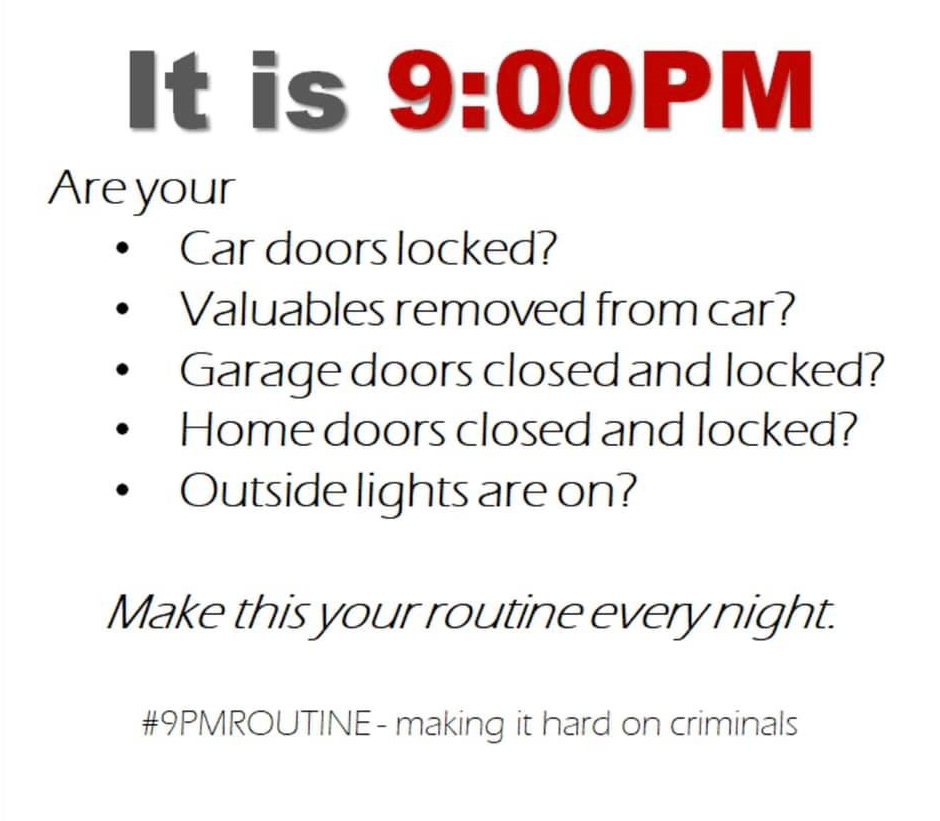 It is 9:00PM
Are your
• Car doors locked?
• Valuables removed from car?
• Garage doors closed and locked?
• Home doors closed and locked?
• Outside lights are on?
Make this your routine every night.
#9PMROUTINE - making it hard on criminals